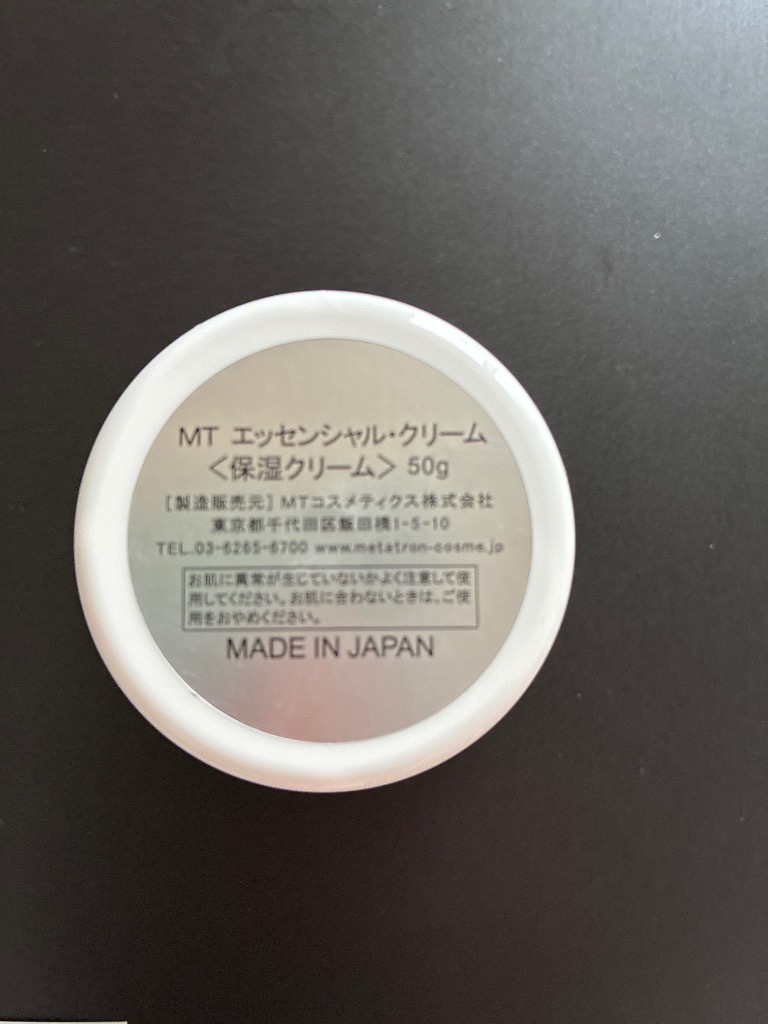 MT エッセンシャル・クリーム
〈保湿クリーム〉 50g
[製造販売元] MTコスメティクス株式会社
東京都千代田区飯田橋1-5-10
TEL.03-6265-6700 www.metatron-cosme.jp
お肌に異常が生じていないかよく注意して使
用してください。お肌に合わないときは、ご使
用をおやめください。
MADE IN JAPAN